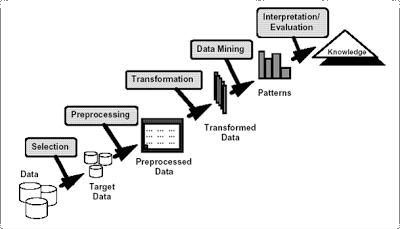 Interpretation/
Evaluation
Data Mining
Knowledge
Transformation
Patterns
Preprocessing
Transformed
Data
Selection
Preprocessed
Data
Data
Target
Data